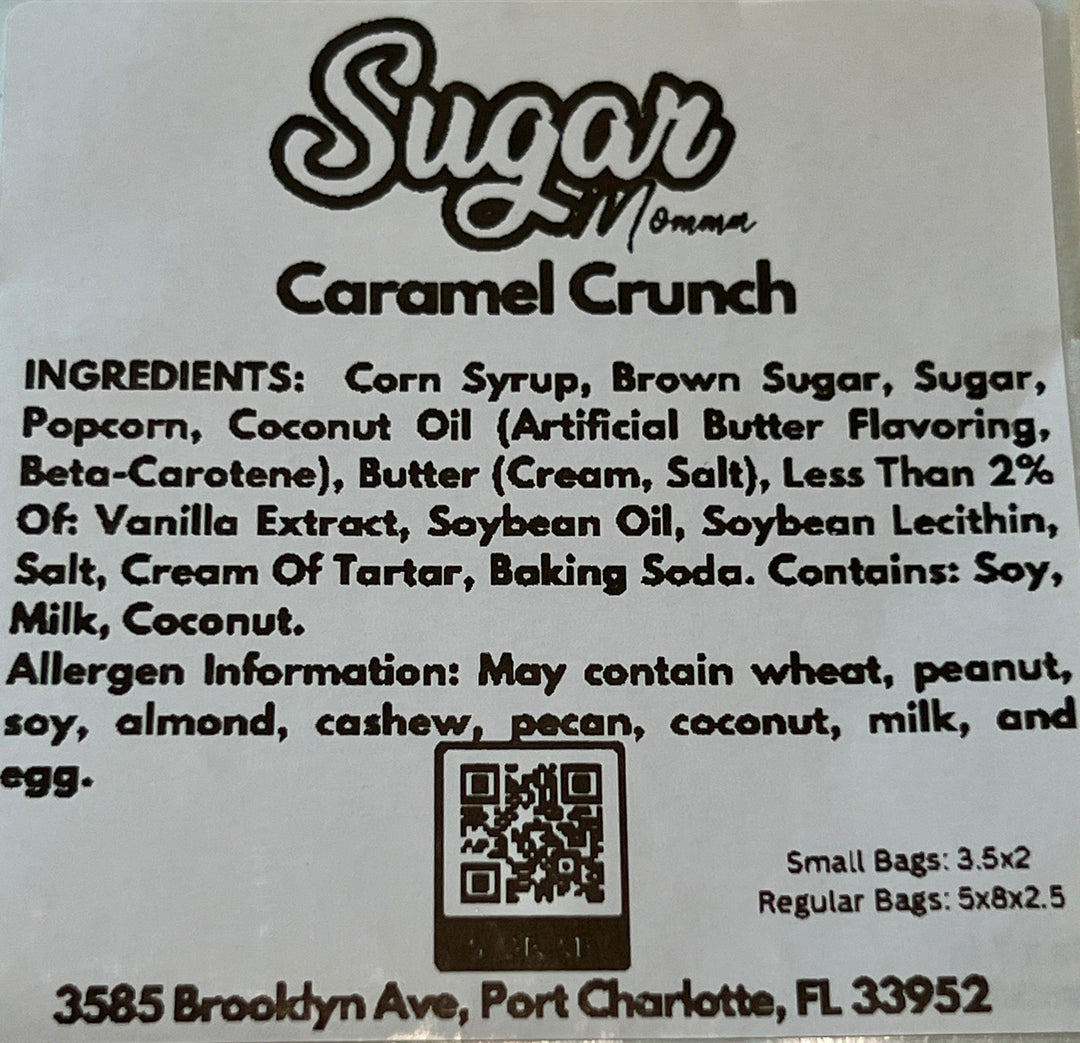 Sugar
Momma
Caramel Crunch
INGREDIENTS: Corn Syrup, Brown Sugar, Sugar,
Popcorn, Coconut Oil (Artificial Butter Flavoring,
Beta-Carotene), Butter (Cream, Salt), Less Than 2%
Of: Vanilla Extract, Soybean Oil, Soybean Lecithin,
Salt, Cream Of Tartar, Baking Soda. Contains: Soy,
Milk, Coconut.
Allergen Information: May contain wheat, peanut,
soy, almond, cashew, pecan, coconut, milk, and
egg.
Small Bags: 3.5x2
Regular Bags: 5x8x2.5
3585 Brooklyn Ave, Port Charlotte, FL 33952